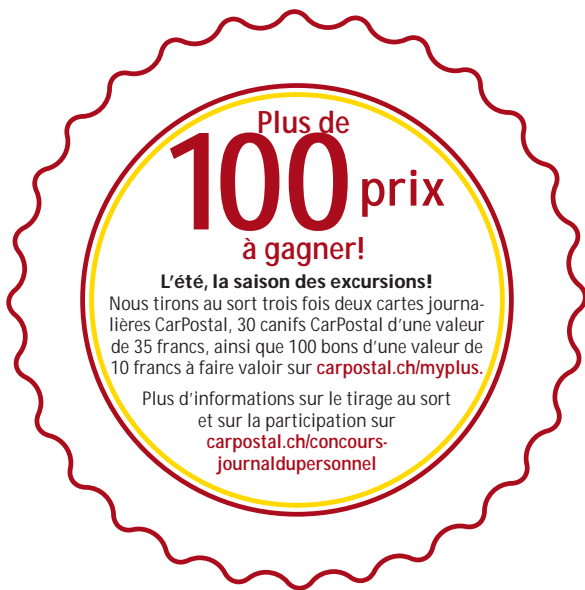 Plus de
100 prix
à gagner!
L'été, la saison des excursions!
Nous tirons au sort trois fois deux cartes journa-
lières CarPostal, 30 canifs CarPostal d'une valeur
de 35 francs, ainsi que 100 bons d'une valeur de
10 francs à faire valoir sur carpostal.ch/myplus.
Plus d'informations sur le tirage au sort
et sur la participation sur
carpostal.ch/concours-
journaldupersonnel